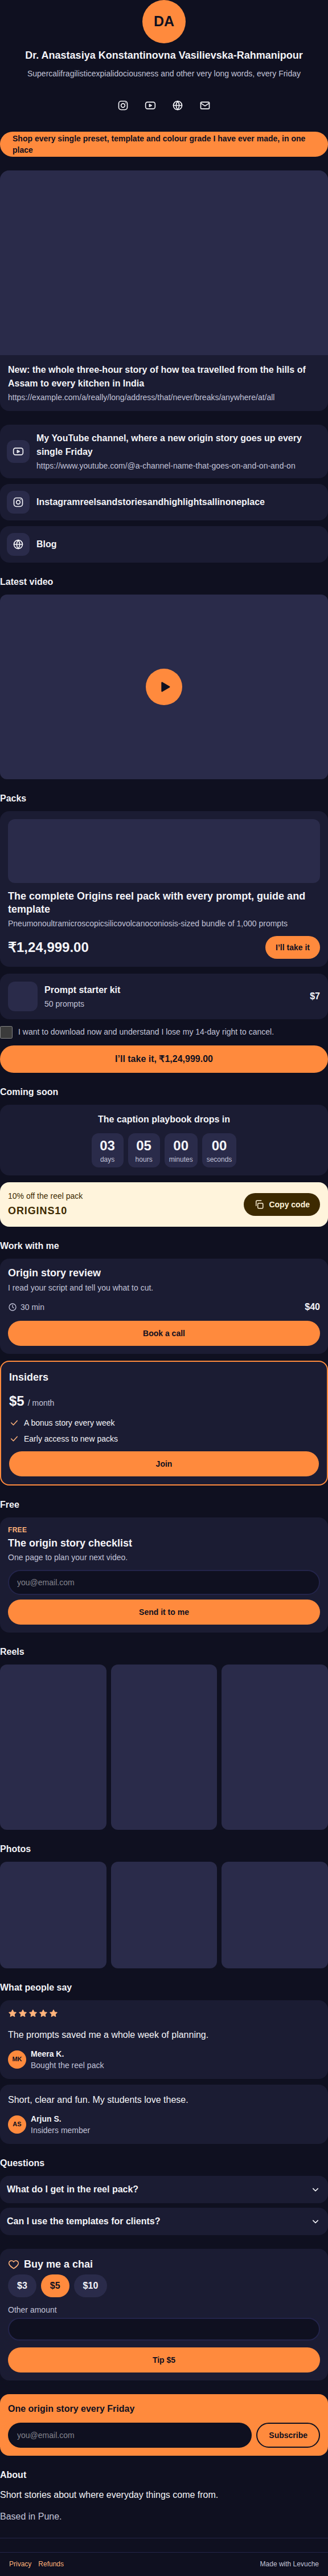 DA
Dr. Anastasiya Konstantinovna Vasilievska-Rahmanipour
Supercalifragilisticexpialidociousness and other very long words, every Friday
Shop every single preset, template and colour grade I have ever made, in one
place
New: the whole three-hour story of how tea travelled from the hills of
Assam to every kitchen in India
https://example.com/a/really/long/address/that/never/breaks/anywhere/at/all
My YouTube channel, where a new origin story goes up every
single Friday
https://www.youtube.com/@a-channel-name-that-goes-on-and-on-and-on
Instagramreelsandstoriesandhighlightsallinoneplace
Blog
Latest video
Packs
The complete Origins reel pack with every prompt, guide and
template
Pneumonoultramicroscopicsilicovolcanoconiosis-sized bundle of 1,000 prompts
₹1,24,999.00
I'll take it
Prompt starter kit
50 prompts
$7
I want to download now and understand I lose my 14-day right to cancel.
I'll take it, ₹1,24,999.00
Coming soon
The caption playbook drops in
03 05 00 00
days hours minutes seconds
10% off the reel pack
ORIGINS10
Copy code
Work with me
Origin story review
I read your script and tell you what to cut.
30 min
$40
Book a call
Insiders
$5 / month
A bonus story every week
Early access to new packs
Join
Free
FREE
The origin story checklist
One page to plan your next video.
you@email.com
Send it to me
Reels
Photos
What people say
The prompts saved me a whole week of planning.
MK
Meera K.
Bought the reel pack
Short, clear and fun. My students love these.
AS
Arjun S.
Insiders member
Questions
What do I get in the reel pack?
Can I use the templates for clients?
Buy me a chai
$3 $5 $10
Other amount
Tip $5
One origin story every Friday
you@email.com
Subscribe
About
Short stories about where everyday things come from.
Based in Pune.
Privacy Refunds
Made with Levuche